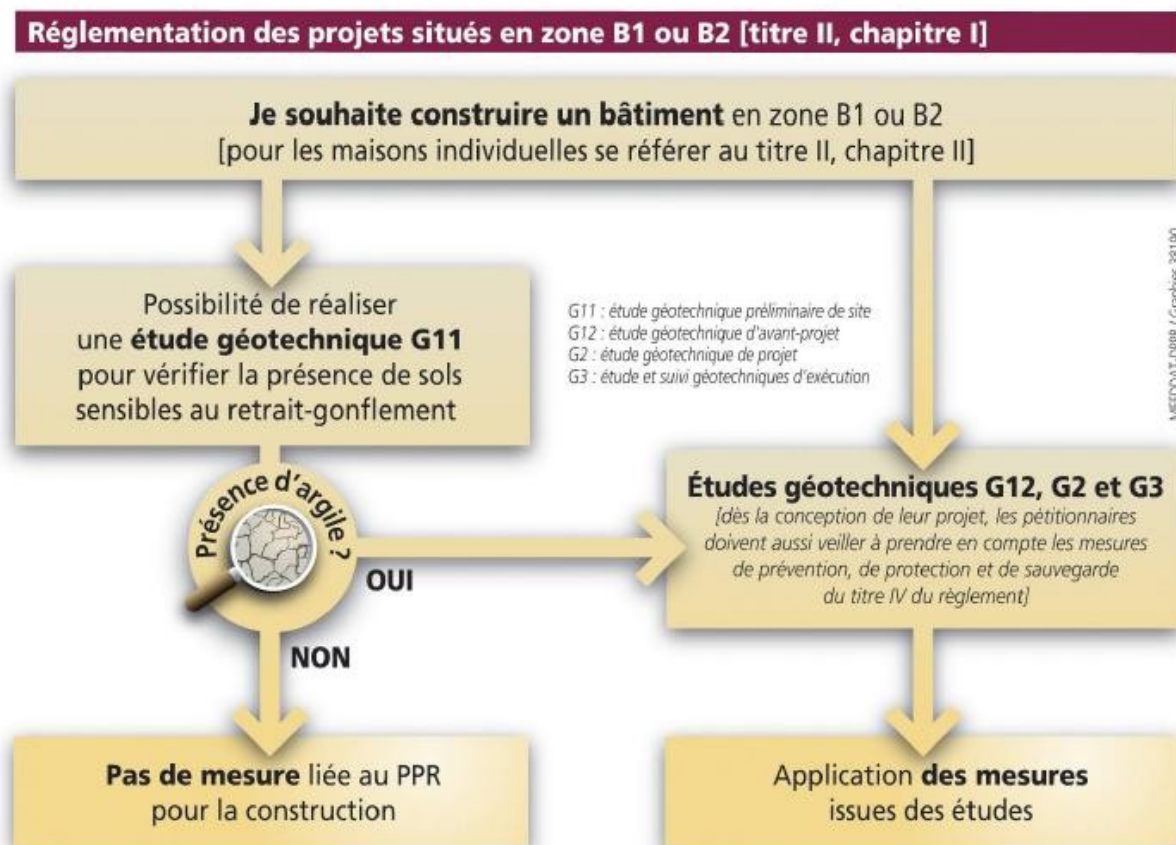 Réglementation des projets situés en zone B1 ou B2 [titre II, chapitre I]
Je souhaite construire un bâtiment en zone B1 ou B2
[pour les maisons individuelles se référer au titre II, chapitre II]
Possibilité de réaliser
une étude géotechnique G11
pour vérifier la présence de sols
sensibles au retrait-gonflement
G11 : étude géotechnique préliminaire de site
G12 : étude géotechnique d'avant-projet
G2 : étude géotechnique de projet
G3 : étude et suivi géotechniques d'exécution
Présence d'argile ?
OUI
NON
Études géotechniques G12, G2 et G3
[dès la conception de leur projet, les pétitionnaires
doivent aussi veiller à prendre en compte les mesures
de prévention, de protection et de sauvegarde
du titre IV du règlement]
Pas de mesure liée au PPR
pour la construction
Application des mesures
issues des études